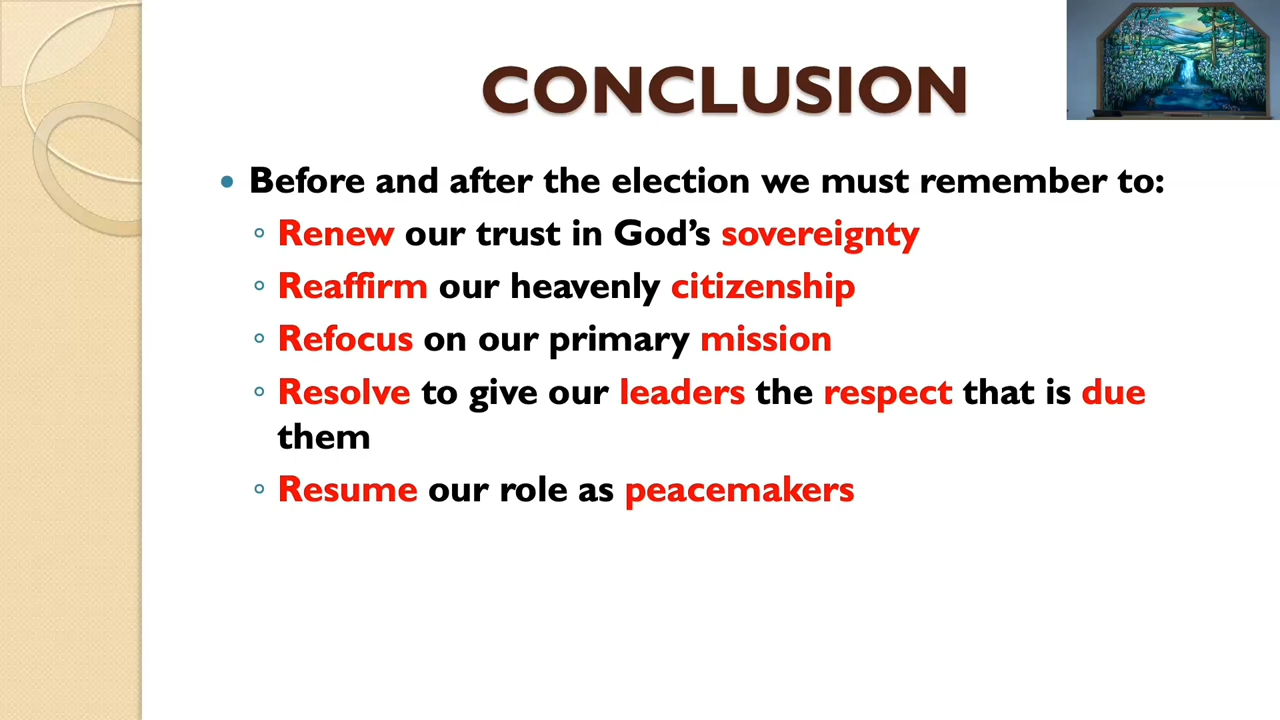 CONCLUSION
Before and after the election we must remember to:
Renew our trust in God’s sovereignty
Reaffirm our heavenly citizenship
Refocus on our primary mission
Resolve to give our leaders the respect that is due
them
Resume our role as peacemakers